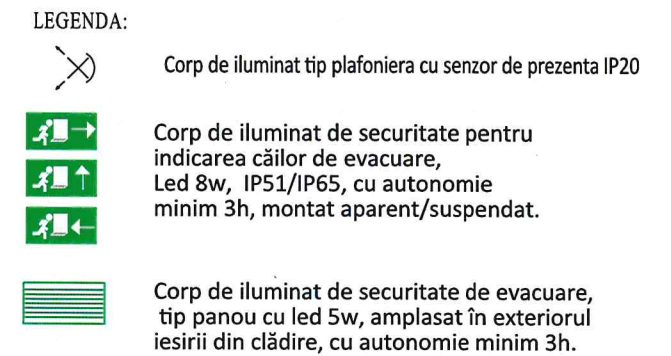 LEGENDA:
Corp de iluminat tip plafoniera cu senzor de prezenta IP20
Corp de iluminat de securitate pentru
indicarea căilor de evacuare,
Led 8w, IP51/IP65, cu autonomie
minim 3h, montat aparent/suspendat.
Corp de iluminat de securitate de evacuare,
tip panou cu led 5w, amplasat în exteriorul
iesirii din clădire, cu autonomie minim 3h.